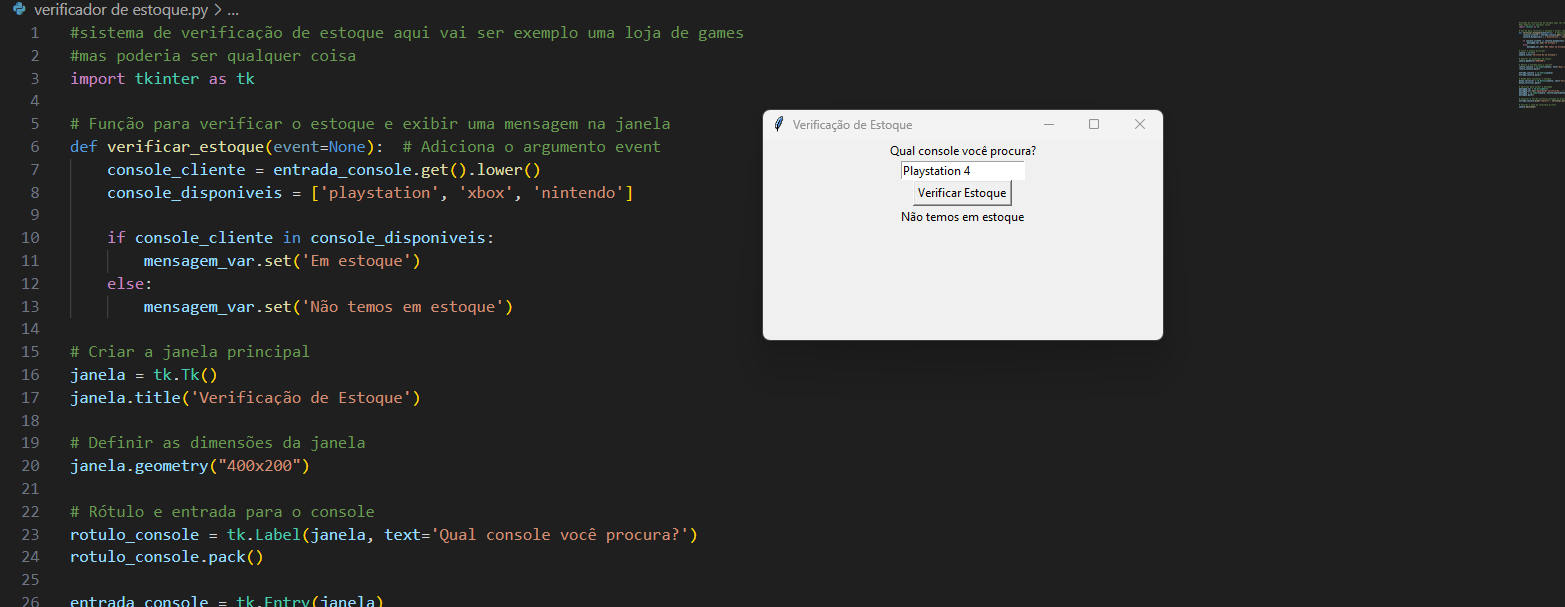 verificador de estoque.py > ...
1 #sistema de verificação de estoque aqui vai ser exemplo uma loja de games
2 #mas poderia ser qualquer coisa
3 import tkinter as tk
4
5 # Função para verificar o estoque e exibir uma mensagem na janela
6 def verificar_estoque(event=None):  # Adiciona o argumento event
7     console_cliente = entrada_console.get().lower()
8     console_disponiveis = ['playstation', 'xbox', 'nintendo']
9
10     if console_cliente in console_disponiveis:
11         mensagem_var.set('Em estoque')
12     else:
13         mensagem_var.set('Não temos em estoque')
14
15 # Criar a janela principal
16 janela = tk.Tk()
17 janela.title('Verificação de Estoque')
18
19 # Definir as dimensões da janela
20 janela.geometry("400x200")
21
22 # Rótulo e entrada para o console
23 rotulo_console = tk.Label(janela, text='Qual console você procura?')
24 rotulo_console.pack()
25
26 entrada_console = tk.Entry(janela)
Verificação de Estoque
Qual console você procura?
Playstation 4
Verificar Estoque
Não temos em estoque